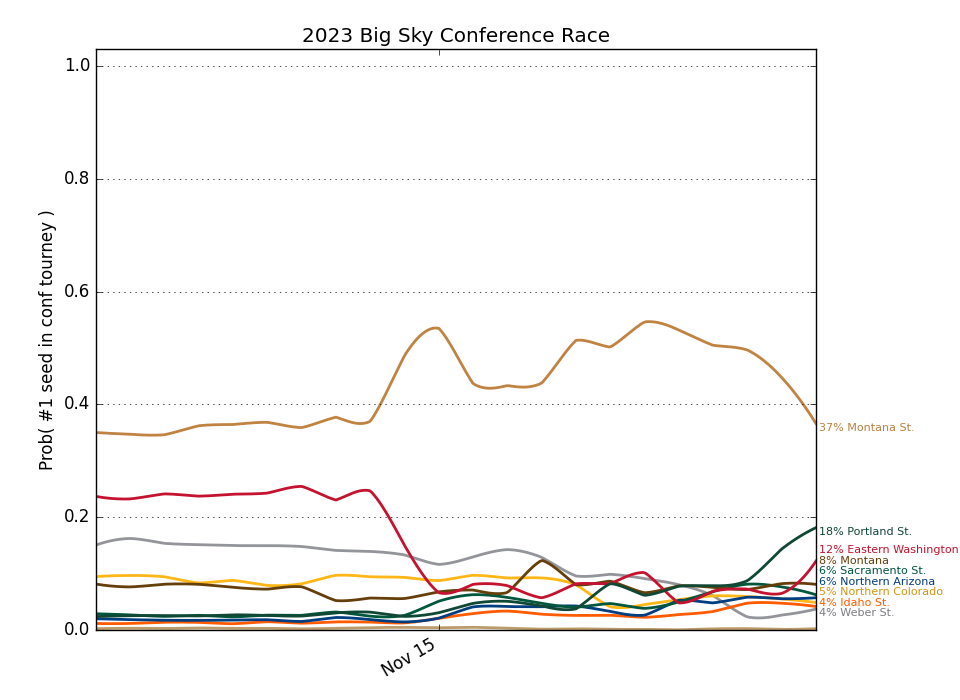 2023 Big Sky Conference Race
Prob( #1 seed in conf tourney )
1.0
0.8
0.6
0.4
0.2
0.0
Nov 15
37% Montana St.
18% Portland St.
12% Eastern Washington
8% Montana
6% Sacramento St.
6% Northern Arizona
5% Northern Colorado
4% Idaho St.
4% Weber St.